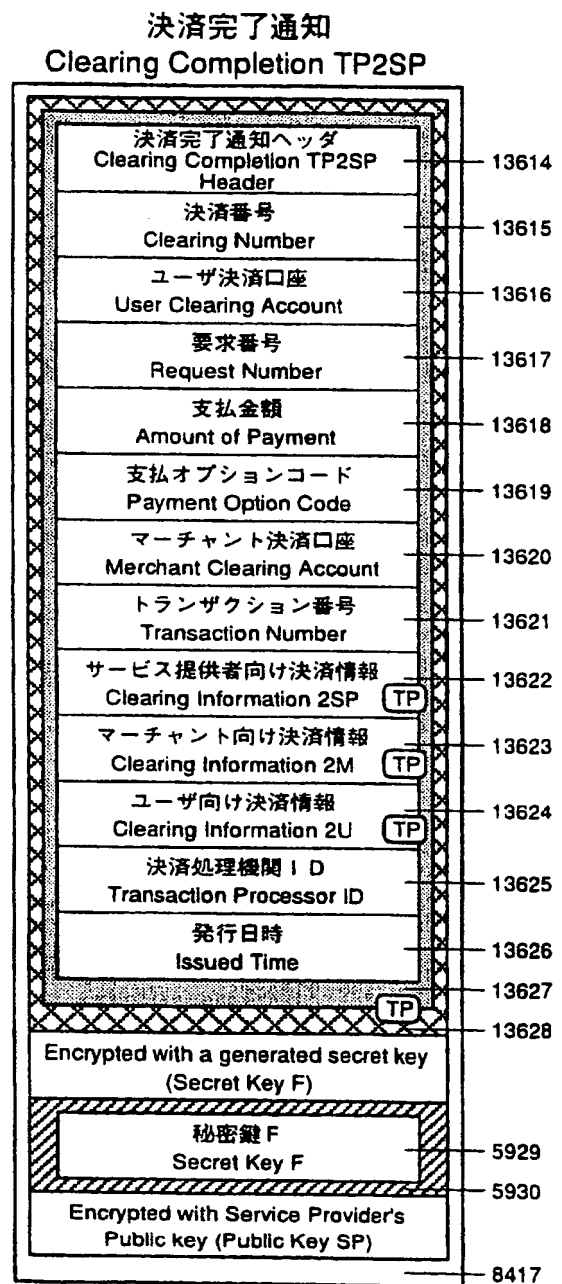 決済完了通知
Clearing Completion TP2SP
決済完了通知ヘッダ
Clearing Completion TP2SP
Header
13614
決済番号
Clearing Number
13615
ユーザ決済口座
User Clearing Account
13616
要求番号
Request Number
13617
支払金額
Amount of Payment
13618
支払オプションコード
Payment Option Code
13619
マーチャント決済口座
Merchant Clearing Account
13620
トランザクション番号
Transaction Number
13621
サービス提供者向け決済情報
Clearing Information 2SP
TP
13622
マーチャント向け決済情報
Clearing Information 2M
TP
13623
ユーザ向け決済情報
Clearing Information 2U
TP
13624
決済処理機関ID
Transaction Processor ID
13625
発行日時
Issued Time
13626
13627
TP
13628
Encrypted with a generated secret key
(Secret Key F)
秘密鍵F
Secret Key F
5929
5930
Encrypted with Service Provider's
Public key (Public Key SP)
8417